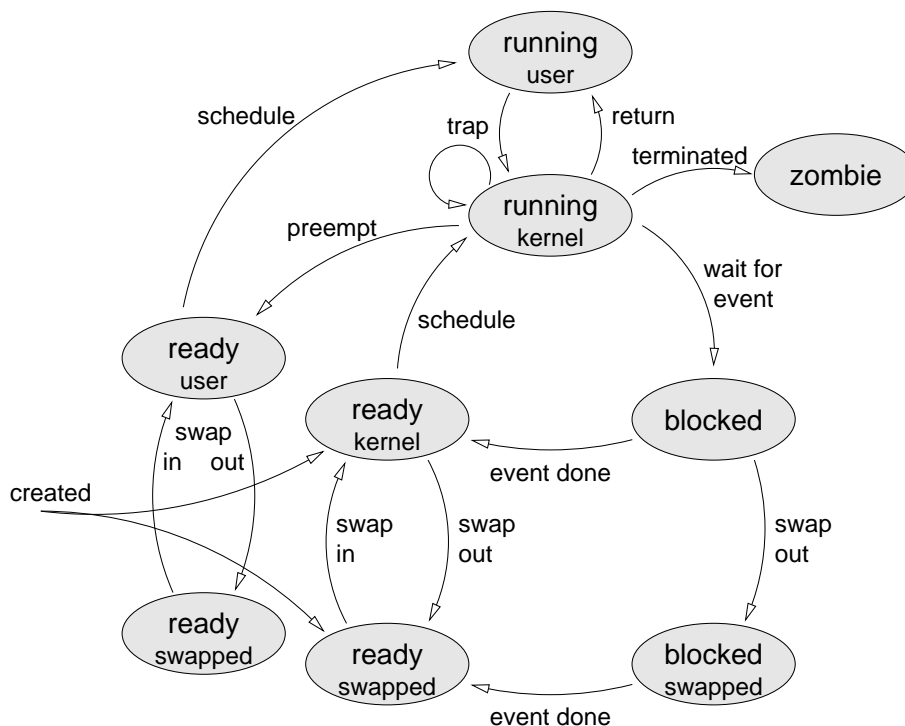 running
user
schedule
trap
return
terminated
zombie
running
kernel
preempt
wait for
event
schedule
ready
user
ready
kernel
blocked
swap
in out
event done
created
swap
in
swap
out
swap
out
ready
swapped
ready
swapped
blocked
swapped
event done